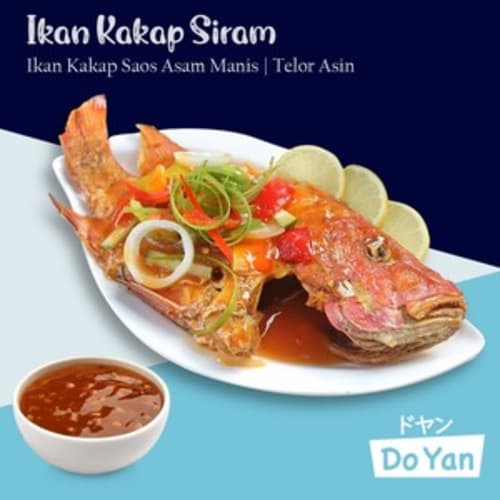 Ikan Kakap Siram
Ikan Kakap Saos Asam Manis | Telor Asin
ドヤン
Do Yan